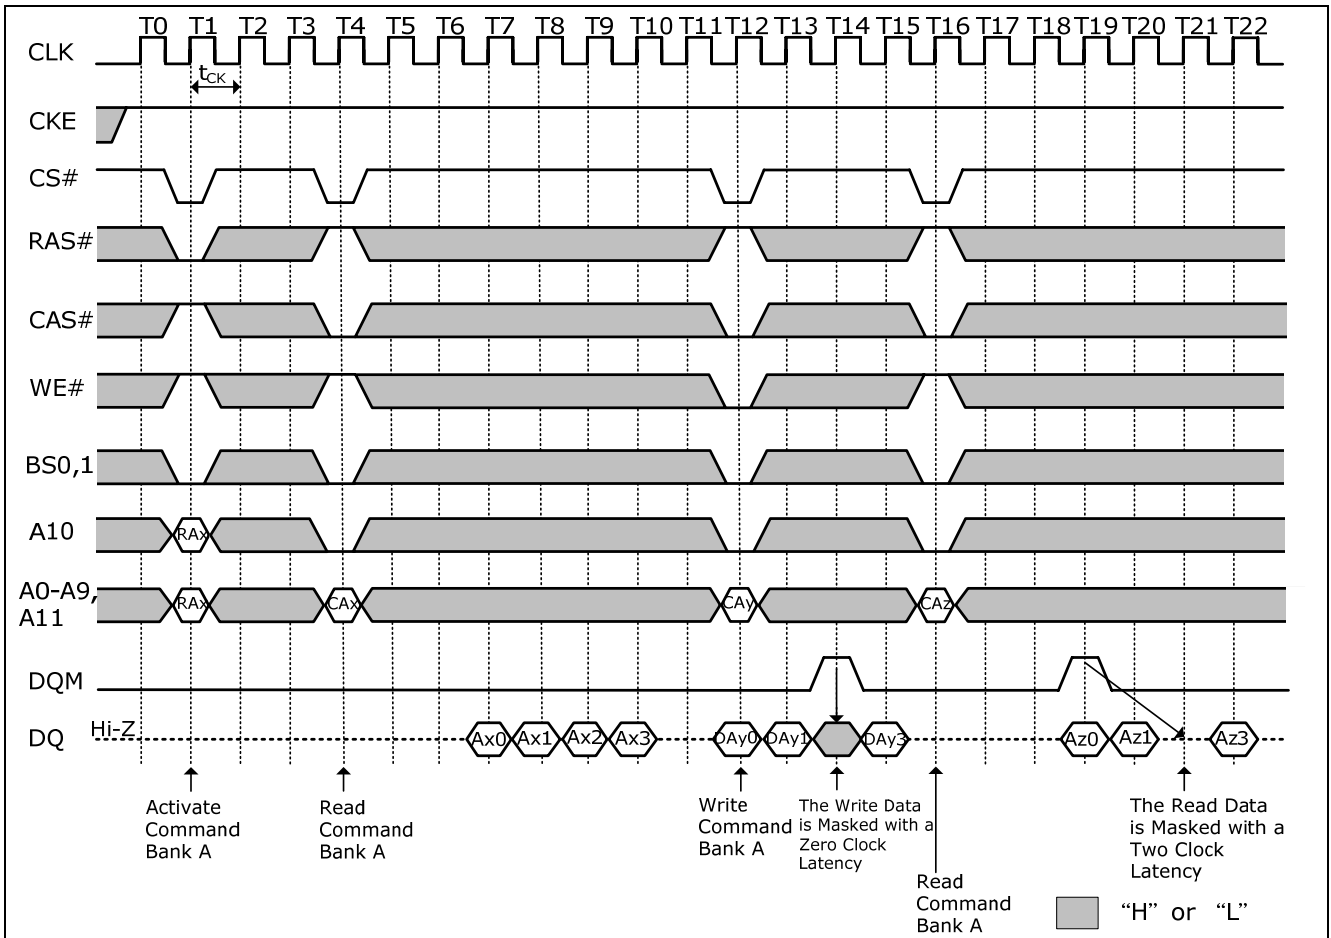 T0 T1 T2 T3 T4 T5 T6 T7 T8 T9 T10 T11 T12 T13 T14 T15 T16 T17 T18 T19 T20 T21 T22
CLK
tCK
CKE
CS#
RAS#
CAS#
WE#
BS0,1
A10
RAx
A0-A9,
A11
RAx CAx CAy CAz
DQM
DQ Hi-Z Ax0 Ax1 Ax2 Ax3 DAy0 DAy1 DAy3 Az0 Az1 Az3
Activate
Command
Bank A
Read
Command
Bank A
Write
Command
Bank A
The Write Data
is Masked with a
Zero Clock
Latency
Read
Command
Bank A
The Read Data
is Masked with a
Two Clock
Latency
“H” or “L”